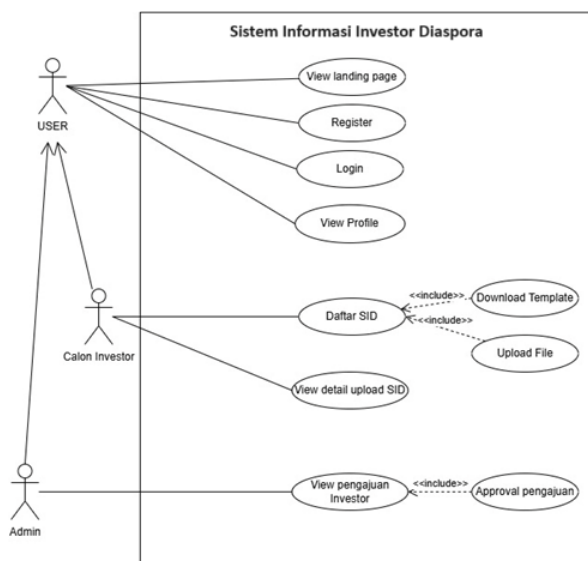 Sistem Informasi Investor Diaspora
View landing page
USER
Register
Login
View Profile
<<include>>
Download Template
Daftar SID
<<include>>
Calon Investor
Upload File
View detail upload SID
View pengajuan
Investor
<<include>>
Approval pengajuan
Admin